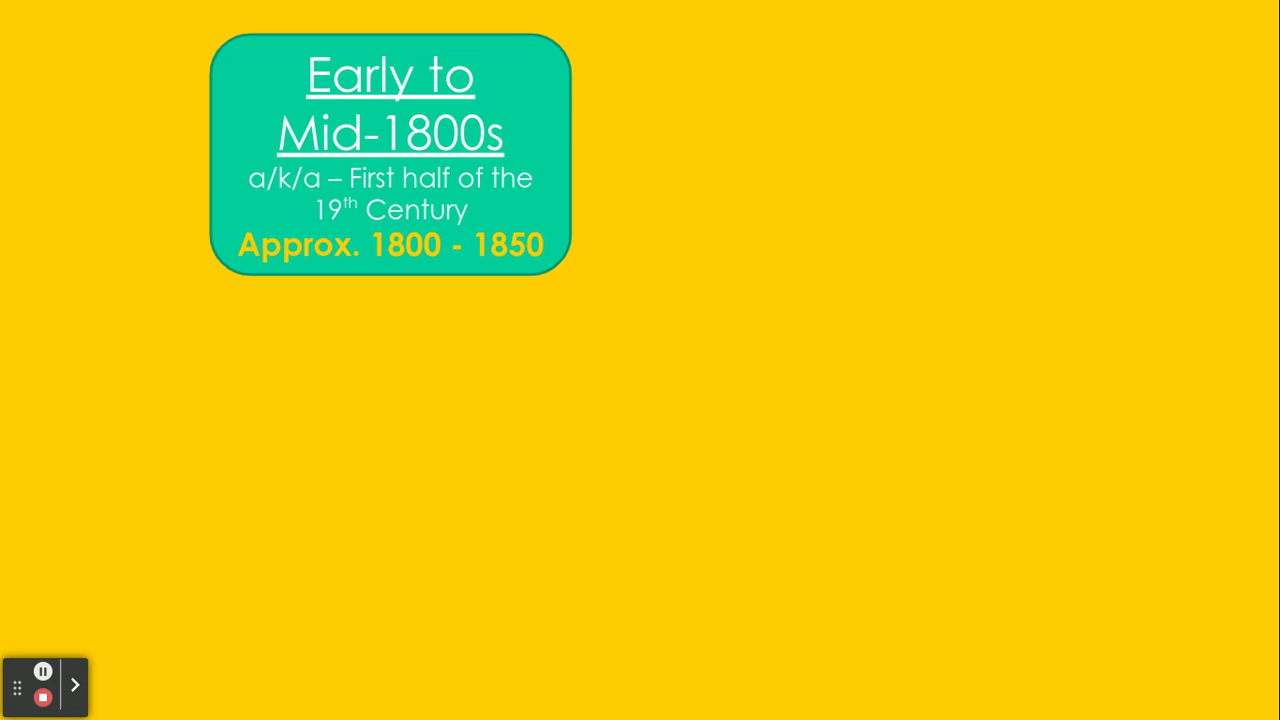 Early to
Mid-1800s
a/k/a – First half of the
19th Century
Approx. 1800 - 1850